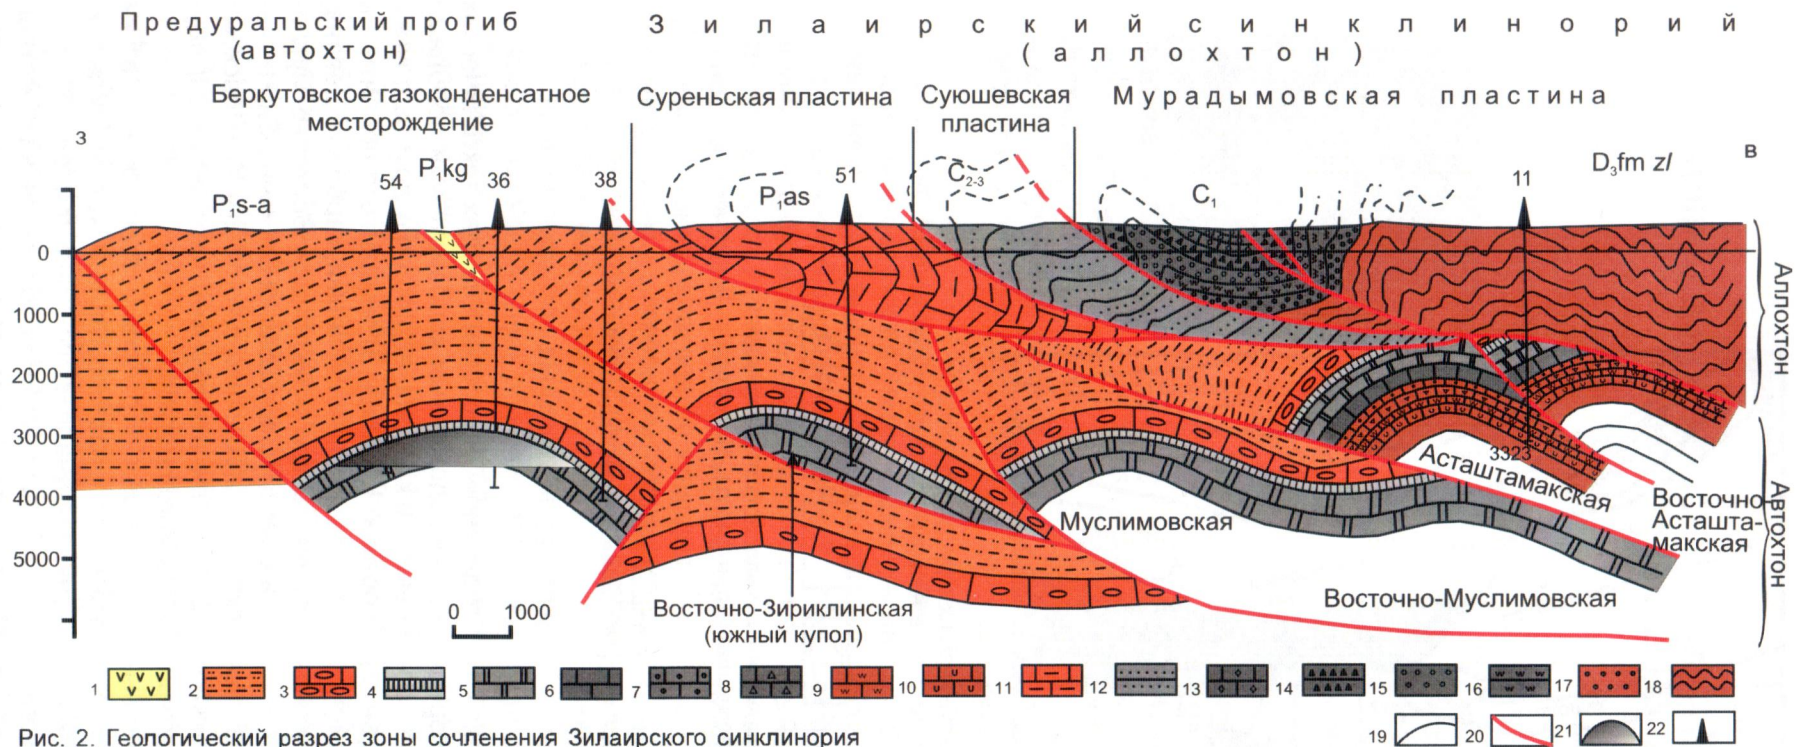 Предуральский прогиб
(автохтон)
Зилаирский синклинорий
(аллохтон)
Беркутовское газоконденсатное
месторождение
Суреньская пластина
Суюшевская
пластина
Мурадымовская пластина
З
В
P₁s-a
54
P₁kg
36
38
P₁as
51
C₂₋₃
C₁
11
D₃fm zl
0
1000
2000
3000
4000
5000
Аллохтон
Автохтон
3323
Асташтамакская
Восточно-
Асташта-
макская
Муслимовская
Восточно-Муслимовская
Восточно-Зириклинская
(южный купол)
0 1000
1 2 3 4 5 6 7 8 9 10 11 12 13 14 15 16 17 18
19 20 21 22
Рис. 2. Геологический разрез зоны сочленения Зилаирского синклинория